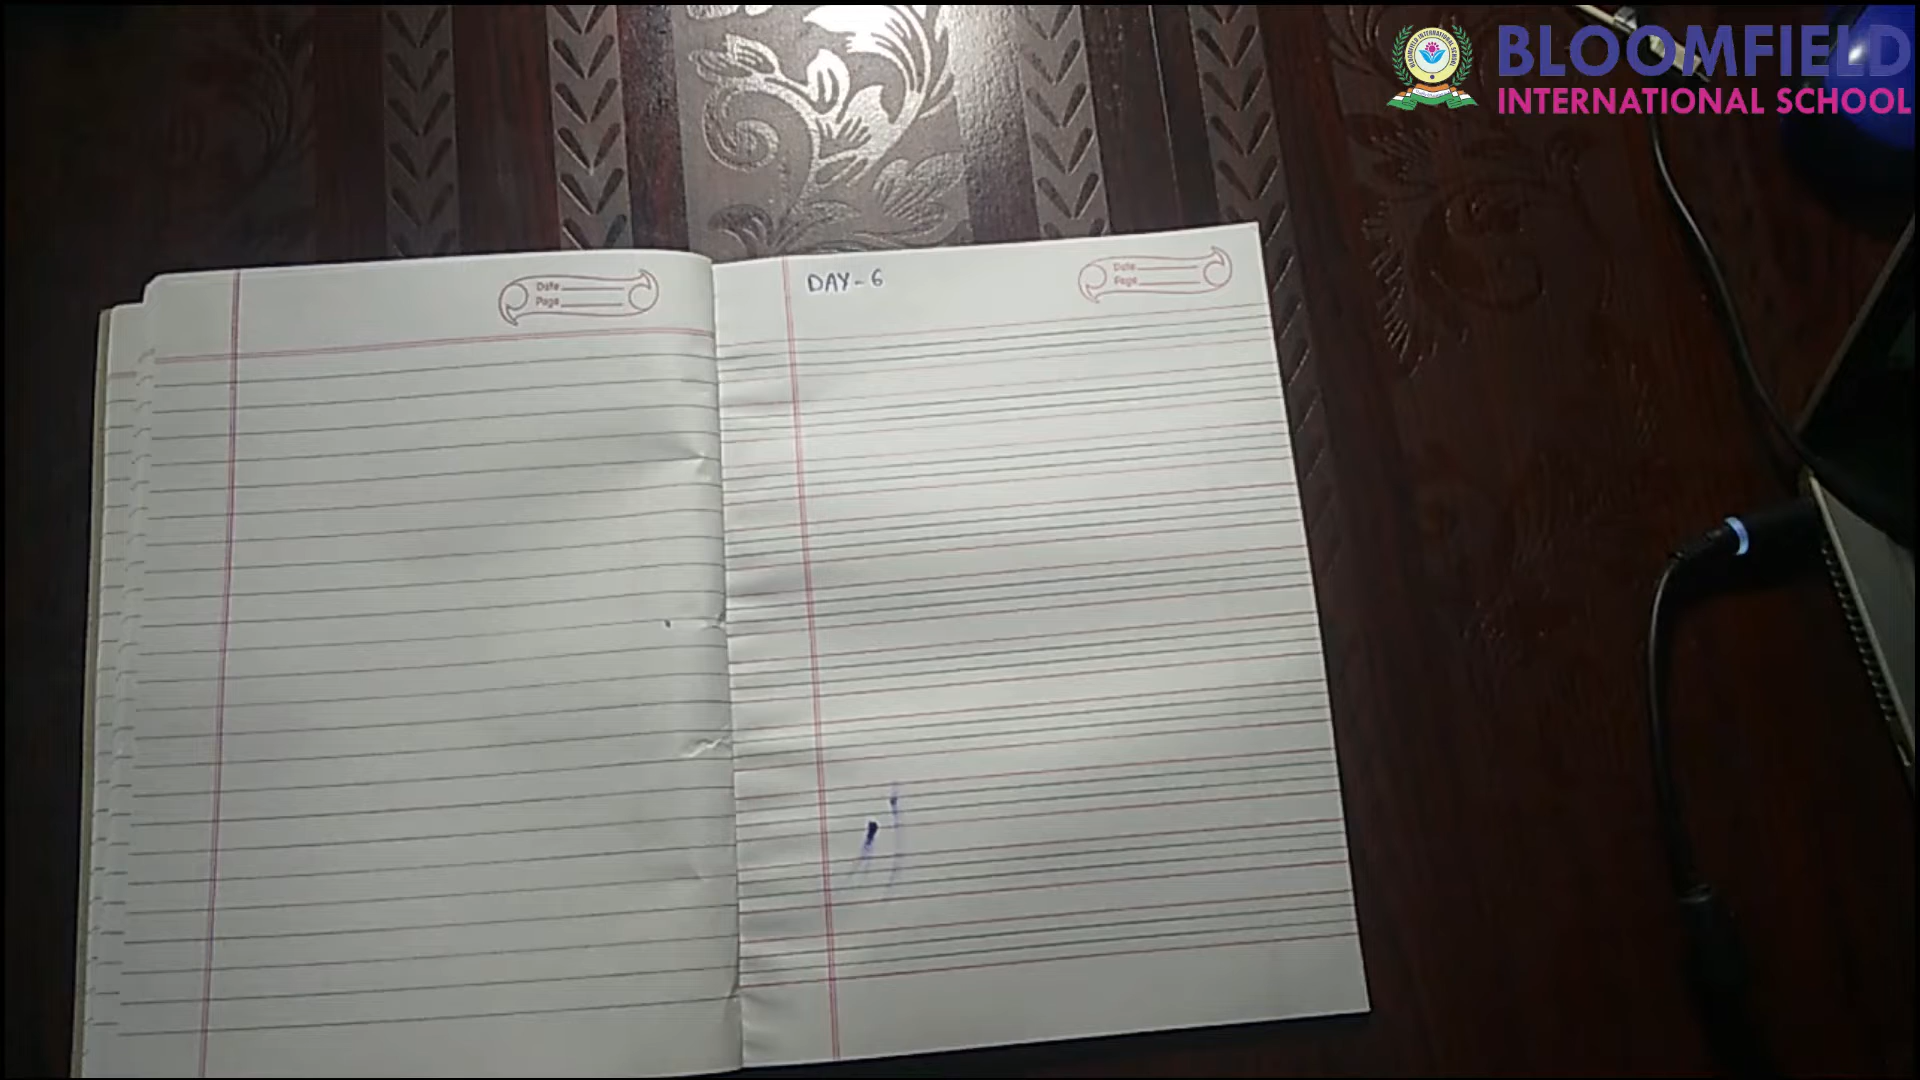 BLOOMFIELD
INTERNATIONAL SCHOOL
Date
Page
DAY-6
Date
Page